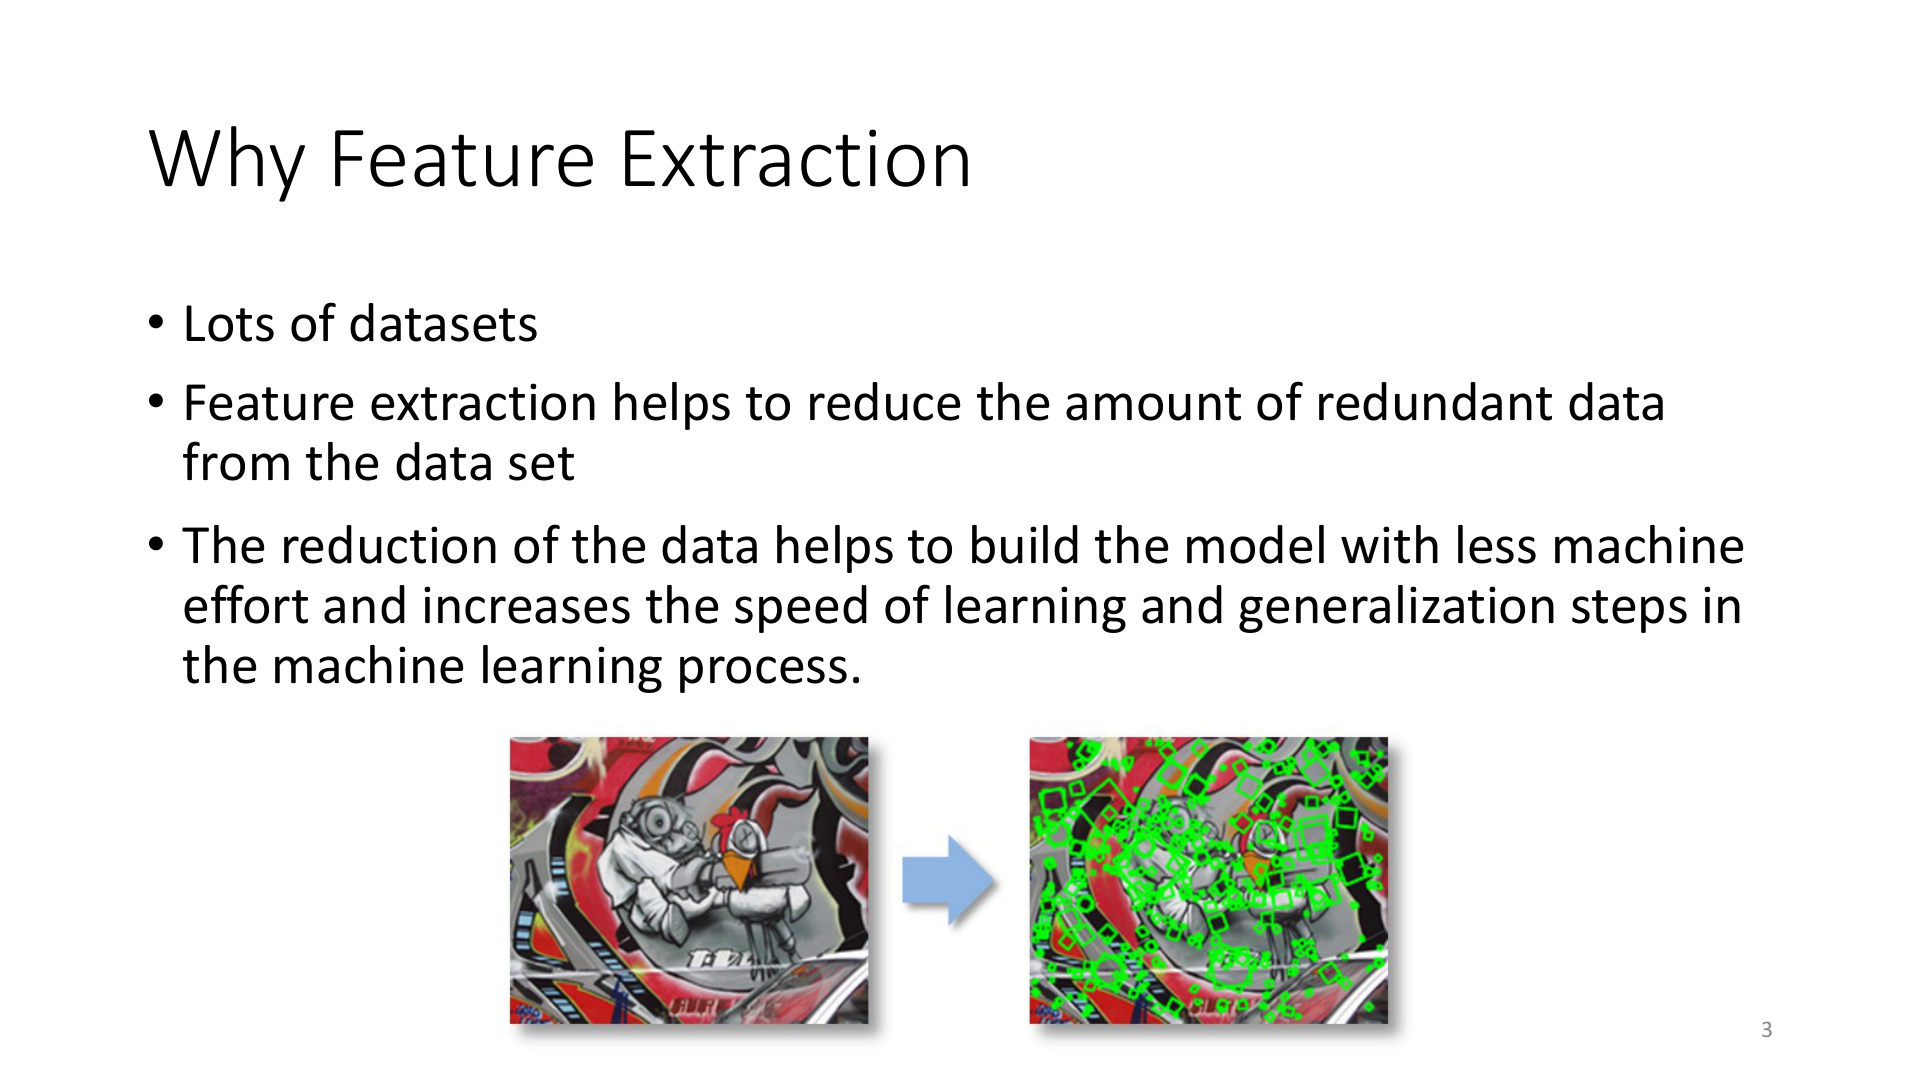 Why Feature Extraction
• Lots of datasets
• Feature extraction helps to reduce the amount of redundant data
from the data set
• The reduction of the data helps to build the model with less machine
effort and increases the speed of learning and generalization steps in
the machine learning process.
3